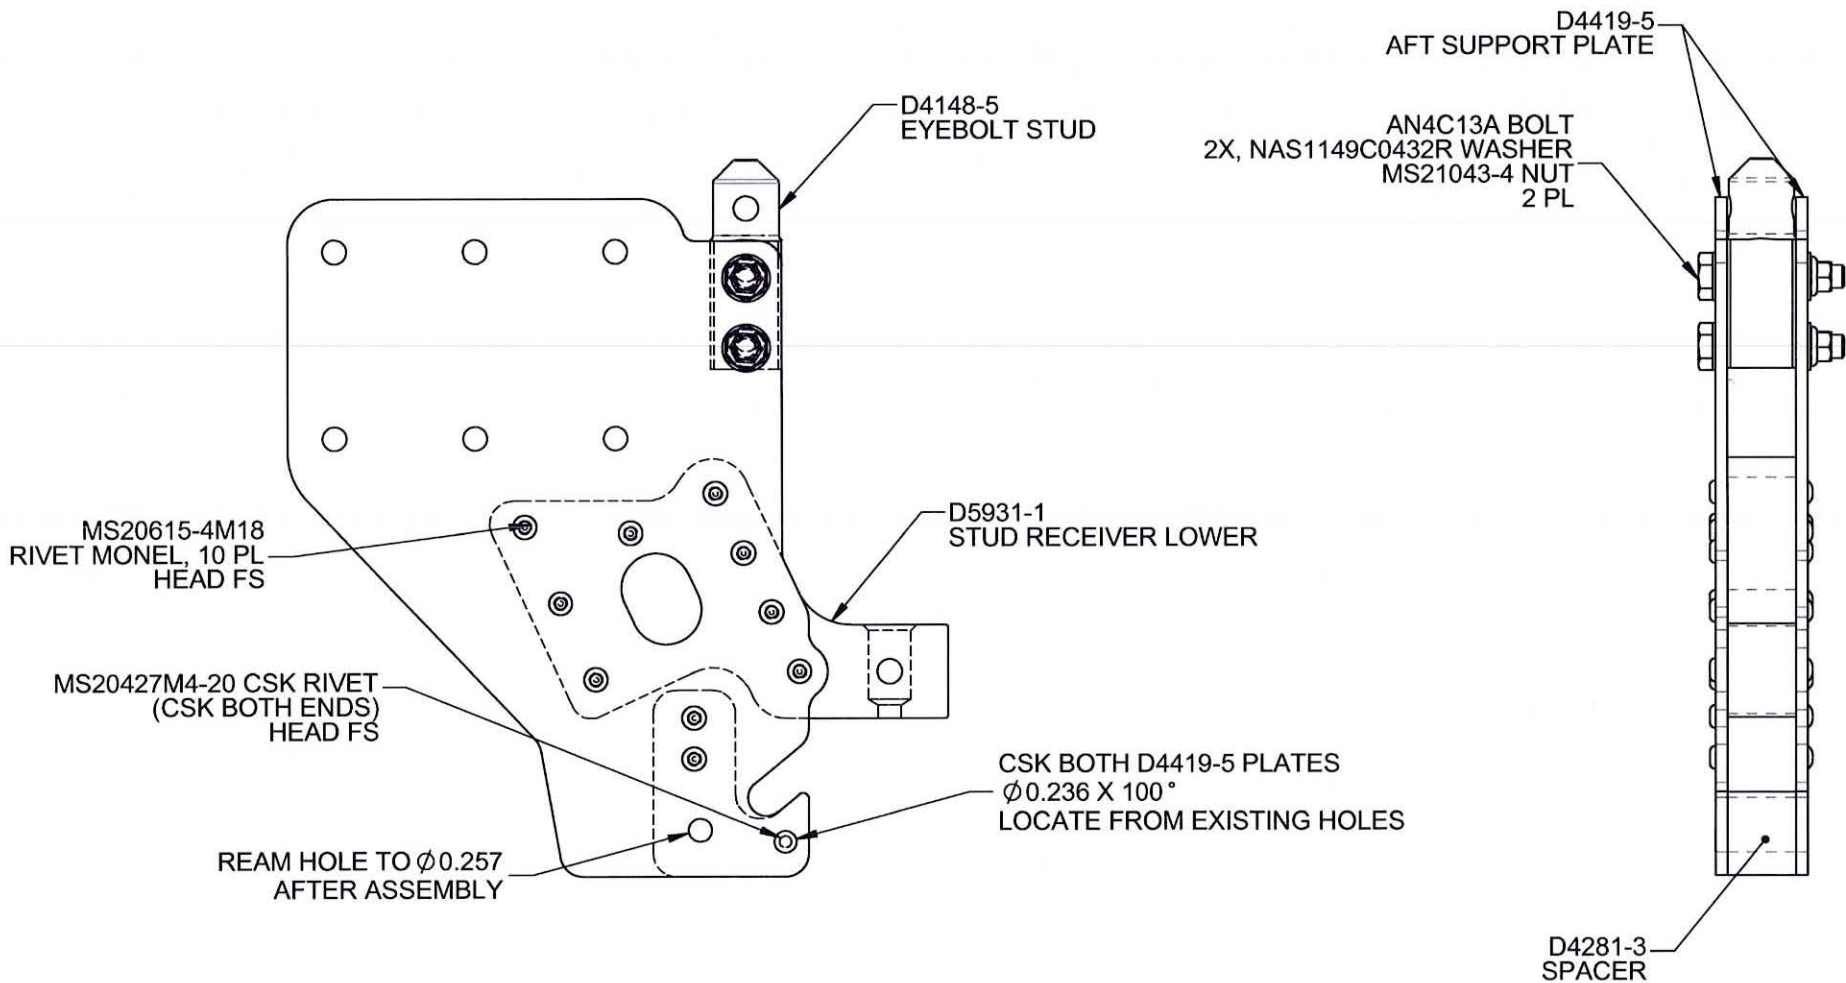 D4419-5
AFT SUPPORT PLATE
D4148-5
EYEBOLT STUD
AN4C13A BOLT
2X, NAS1149C0432R WASHER
MS21043-4 NUT
2 PL
MS20615-4M18
RIVET MONEL, 10 PL
HEAD FS
D5931-1
STUD RECEIVER LOWER
MS20427M4-20 CSK RIVET
(CSK BOTH ENDS)
HEAD FS
CSK BOTH D4419-5 PLATES
Ø0.236 X 100°
LOCATE FROM EXISTING HOLES
REAM HOLE TO Ø0.257
AFTER ASSEMBLY
D4281-3
SPACER